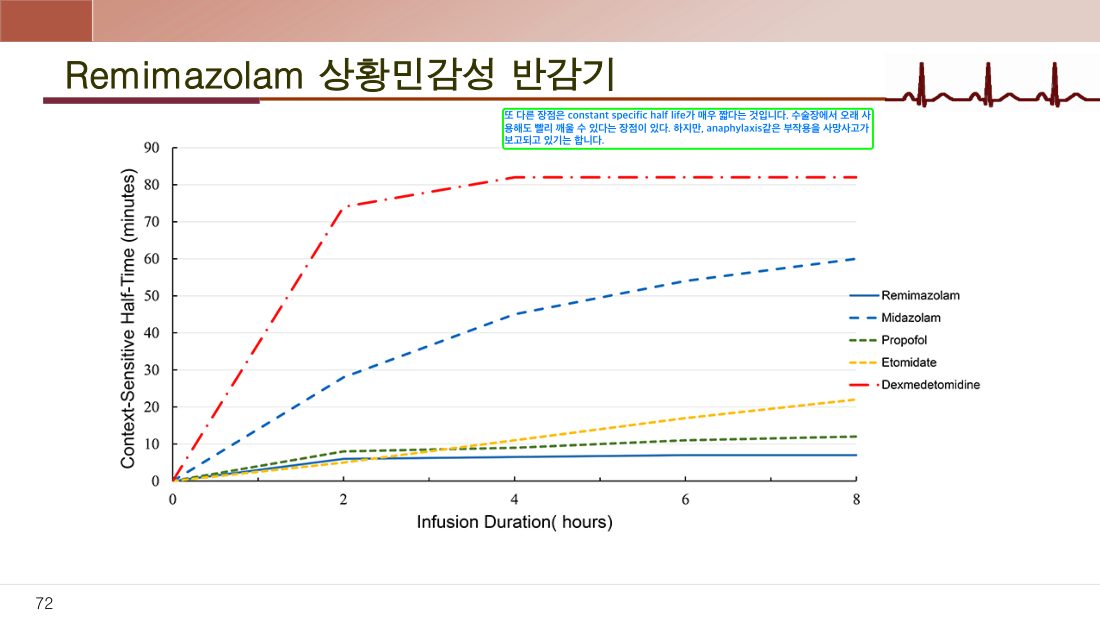 Remimazolam 상황민감성 반감기
또 다른 장점은 constant specific half life가 매우 짧다는 것입니다. 수술장에서 오래 사
용해도 빨리 깨울 수 있다는 장점이 있다. 하지만, anaphylaxis같은 부작용을 사망사고가
보고되고 있기는 합니다.
Context-Sensitive Half-Time (minutes)
90
80
70
60
50
40
30
20
10
0
0 2 4 6 8
Infusion Duration( hours)
Remimazolam
Midazolam
Propofol
Etomidate
Dexmedetomidine
72